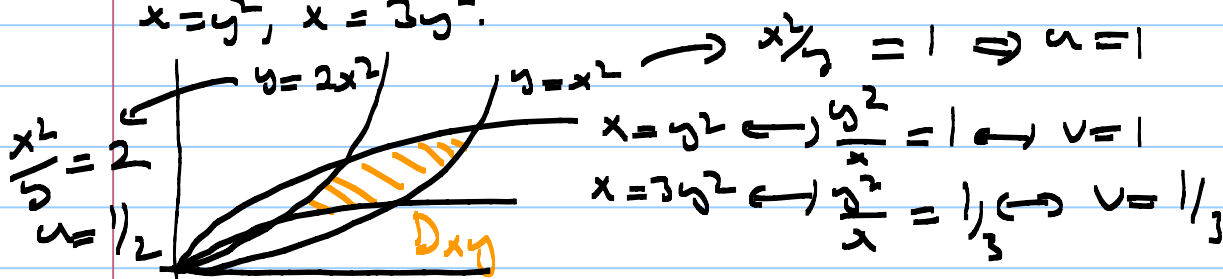 x = y², x = 3y².
y = 2x² y = x² → x²/y = 1 ⇒ u = 1
x²/y = 2 x = y² ↔ y²/x = 1 ↔ v = 1
u = 1/2 x = 3y² ↔ y²/x = 1/3 ↔ v = 1/3
Dxy